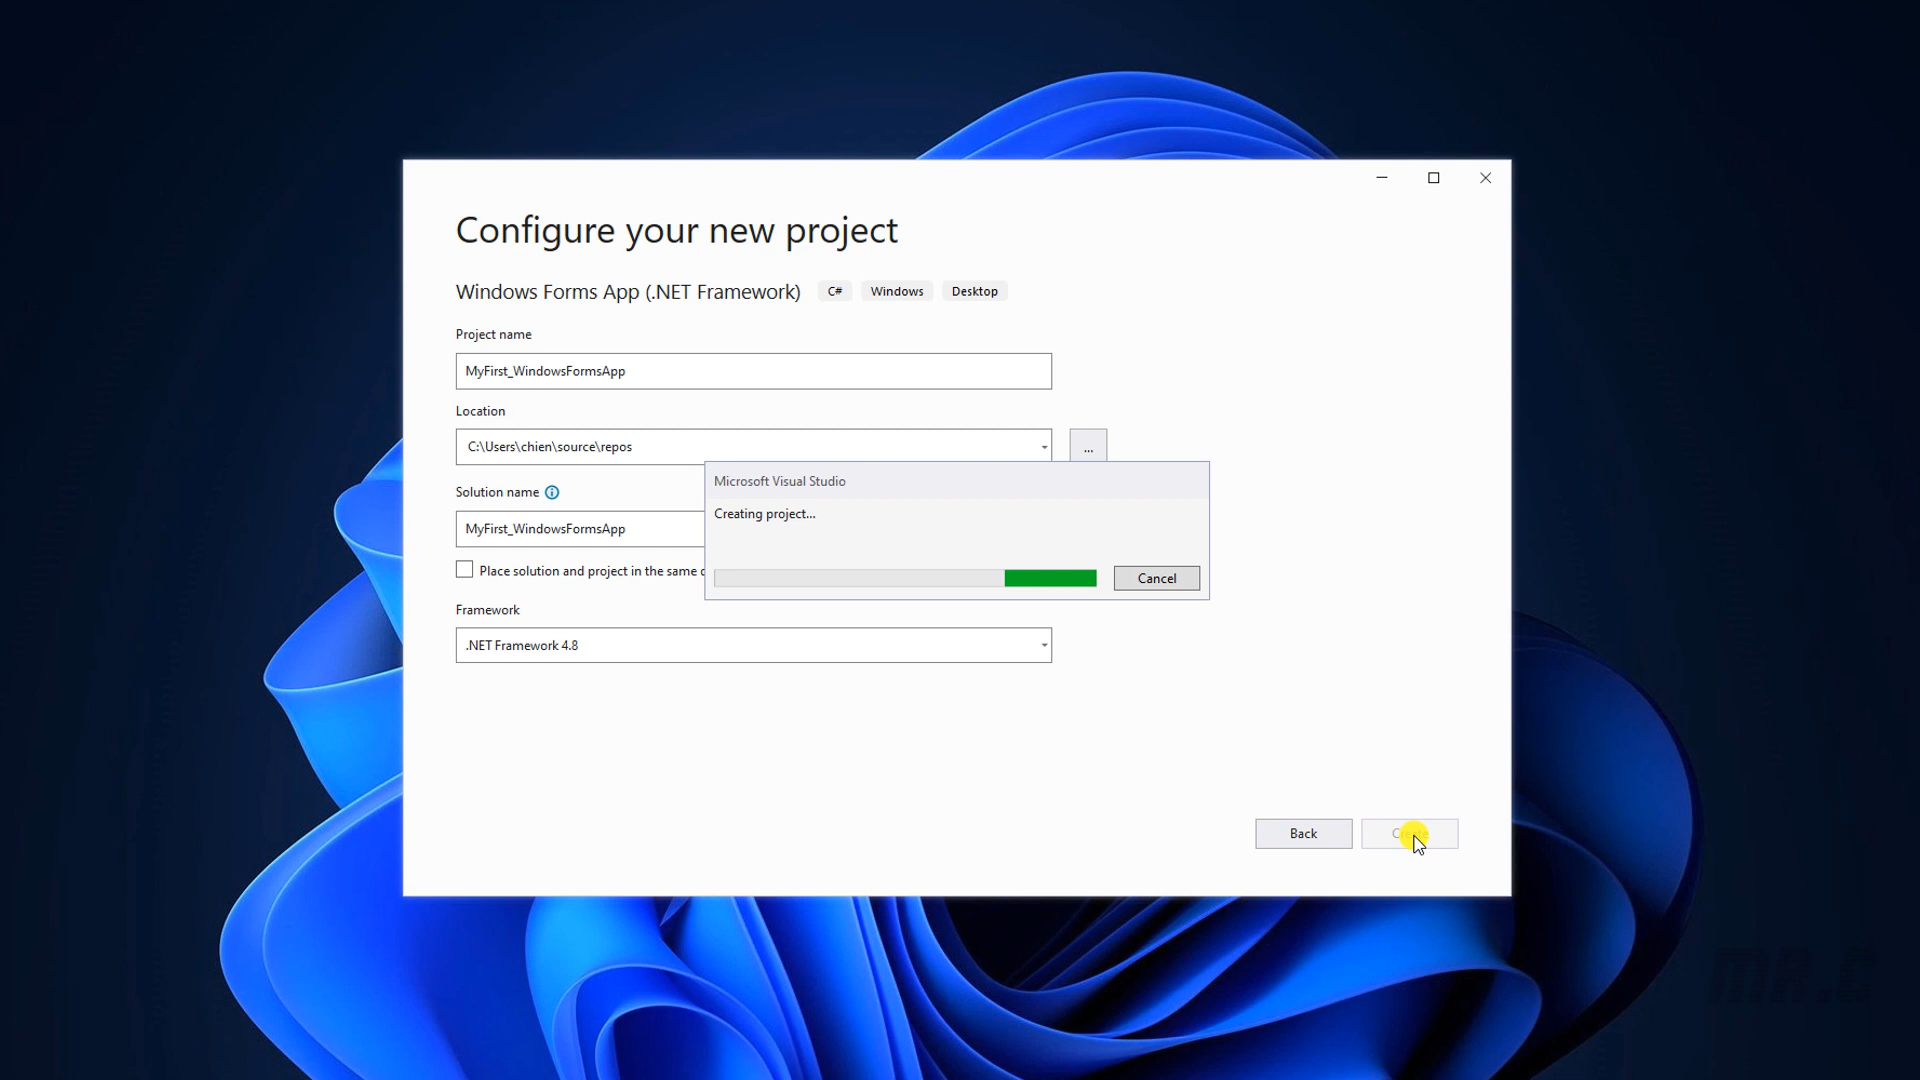 Configure your new project
Windows Forms App (.NET Framework) C# Windows Desktop
Project name
MyFirst_WindowsFormsApp
Location
C:\Users\chien\source\repos
...
Microsoft Visual Studio
Solution name
Creating project...
MyFirst_WindowsFormsApp
Place solution and project in the same
Cancel
Framework
.NET Framework 4.8
Back
Create
MR.C